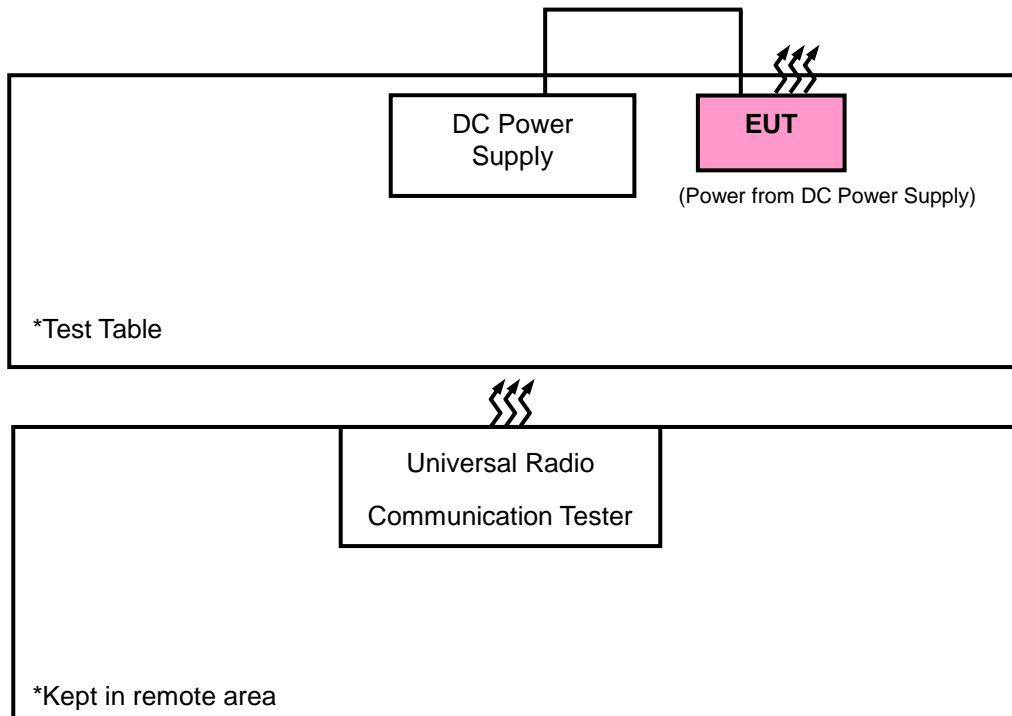 DC Power
Supply
EUT
(Power from DC Power Supply)
*Test Table
Universal Radio
Communication Tester
*Kept in remote area